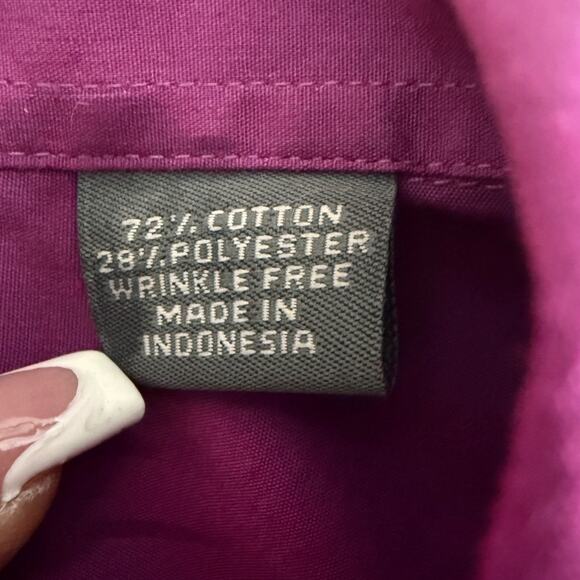 72% COTTON
28% POLYESTER
WRINKLE FREE
MADE IN
INDONESIA